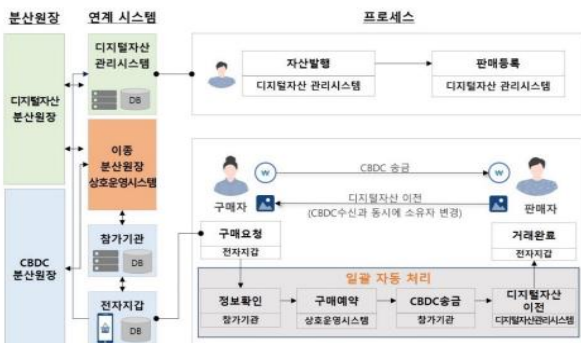 분산원장
연계 시스템
프로세스
디지털자산
분산원장
CBDC
분산원장
디지털자산
관리시스템
DB
이종
분산원장
상호운영시스템
참가기관
DB
전자지갑
DB
자산발행
디지털자산 관리시스템
판매등록
디지털자산 관리시스템
CBDC 송금
W
W
구매자
디지털자산 이전
(CBDC수신과 동시에 소유자 변경)
판매자
구매요청
전자지갑
거래완료
전자지갑
일괄 자동 처리
정보확인
참가기관
구매예약
상호운영시스템
CBDC송금
참가기관
디지털자산
이전
디지털자산관리시스템